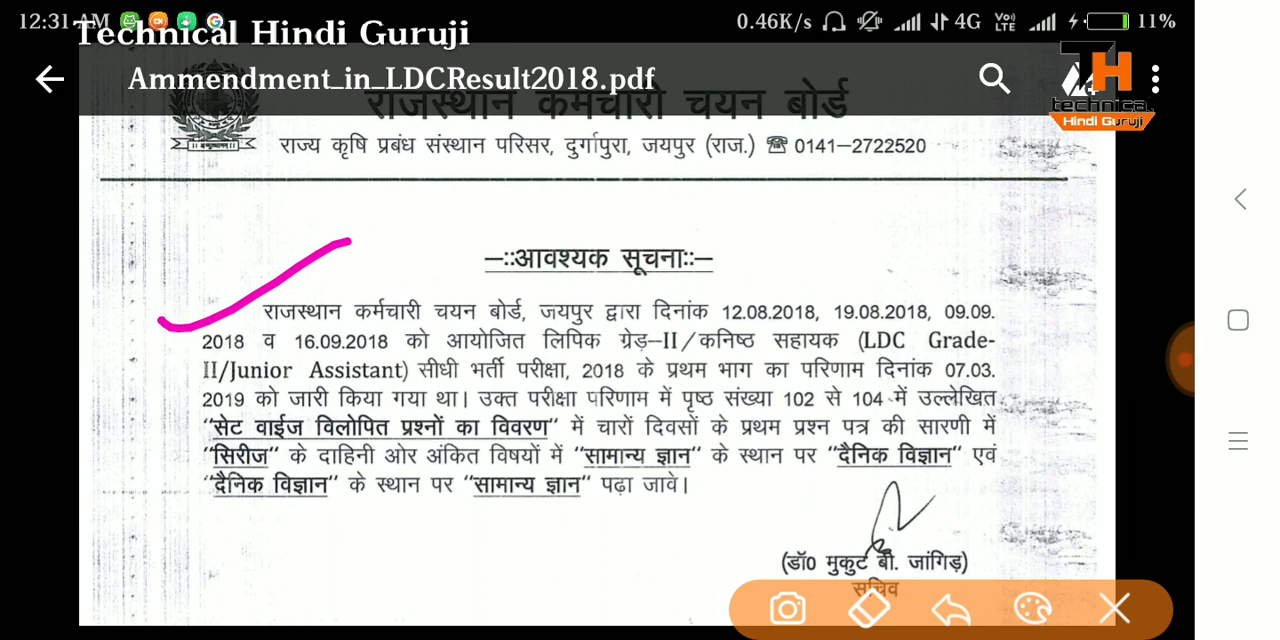 12:31 AM 0.46K/s 4G VoLTE 11%
Technical Hindi Guruji
Ammendment_in_LDCResult2018.pdf
technical
Hindi Guruji
राजस्थान कर्मचारी चयन बोर्ड
राज्य कृषि प्रबंध संस्थान परिसर, दुर्गापुरा, जयपुर (राज.) ☏ 0141–2722520
–::आवश्यक सूचना::–
राजस्थान कर्मचारी चयन बोर्ड, जयपुर द्वारा दिनांक 12.08.2018, 19.08.2018, 09.09.
2018 व 16.09.2018 को आयोजित लिपिक ग्रेड–II/कनिष्ठ सहायक (LDC Grade-
II/Junior Assistant) सीधी भर्ती परीक्षा, 2018 के प्रथम भाग का परिणाम दिनांक 07.03.
2019 को जारी किया गया था। उक्त परीक्षा परिणाम में पृष्ठ संख्या 102 से 104 में उल्लेखित
"सेट वाईज विलोपित प्रश्नों का विवरण" में चारों दिवसों के प्रथम प्रश्न पत्र की सारणी में
"सिरीज" के दाहिनी ओर अंकित विषयों में "सामान्य ज्ञान" के स्थान पर "दैनिक विज्ञान" एवं
"दैनिक विज्ञान" के स्थान पर "सामान्य ज्ञान" पढ़ा जावे।
(डॉ0 मुकुट बी. जांगिड़)
सचिव